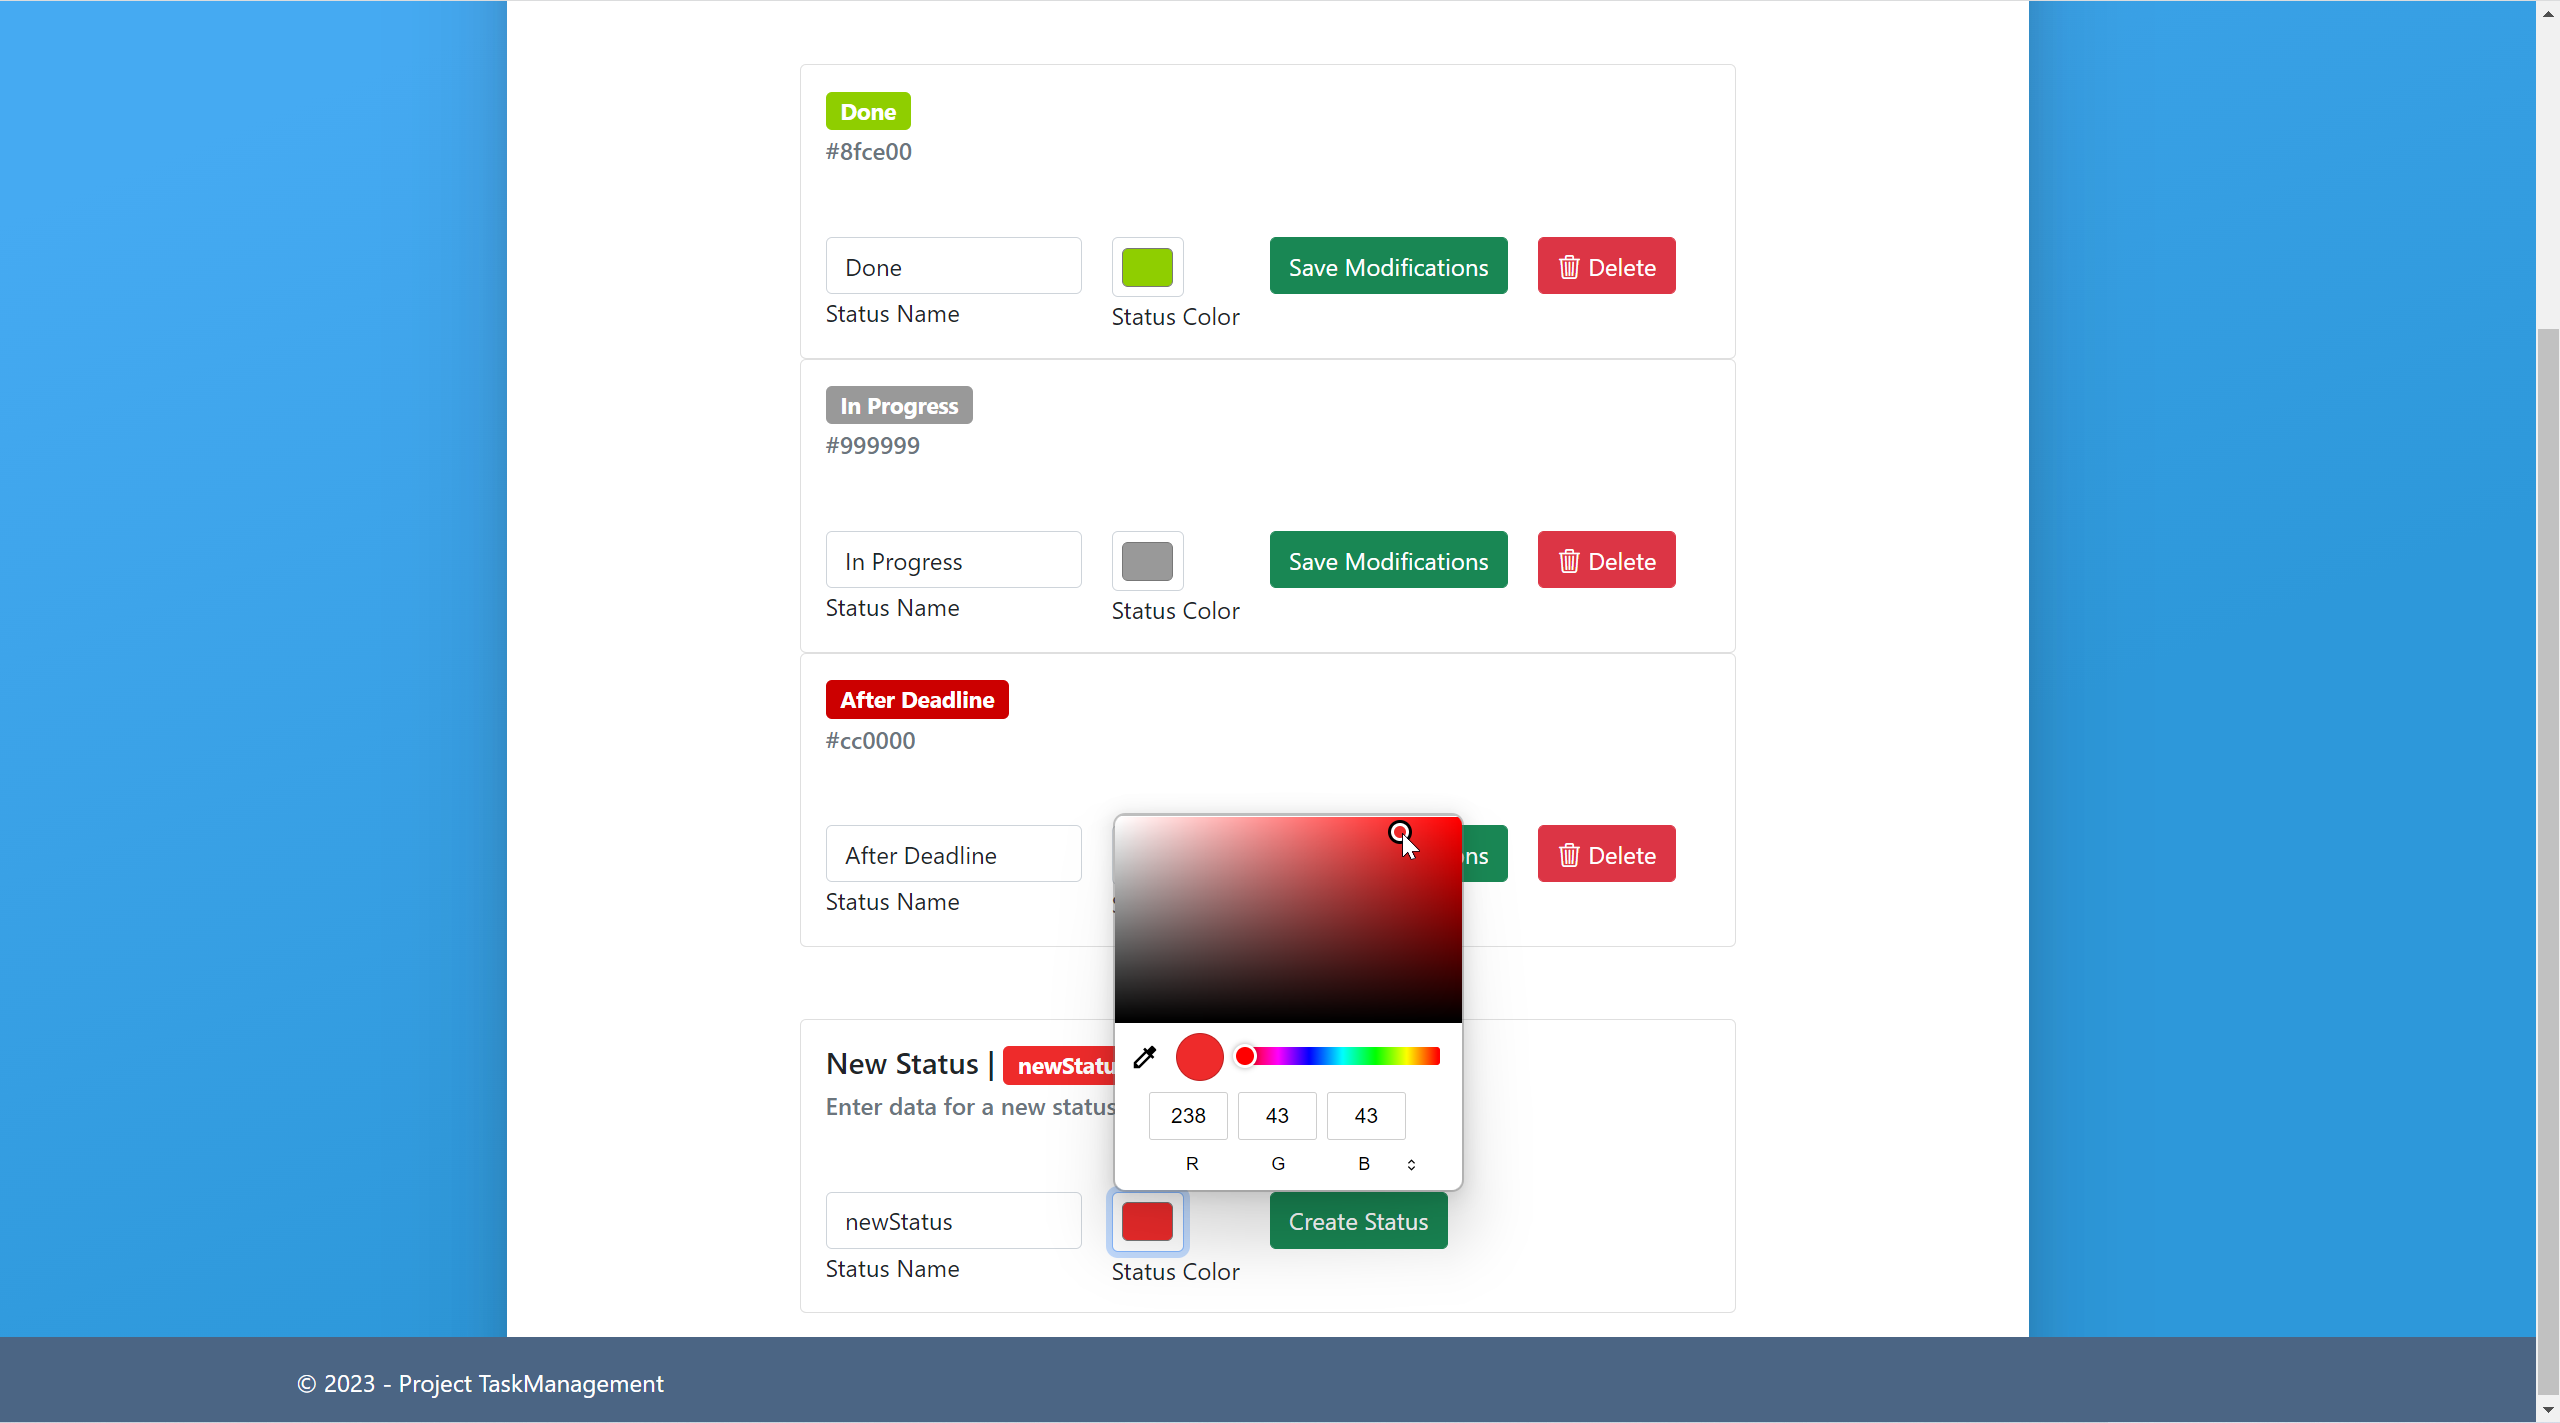 Done
#8fce00
Done
Save Modifications
Delete
Status Name
Status Color
In Progress
#999999
In Progress
Save Modifications
Delete
Status Name
Status Color
After Deadline
#cc0000
After Deadline
ns
Delete
Status Name
New Status | newStatu
Enter data for a new status
238 43 43
R G B
newStatus
Create Status
Status Name
Status Color
© 2023 - Project TaskManagement